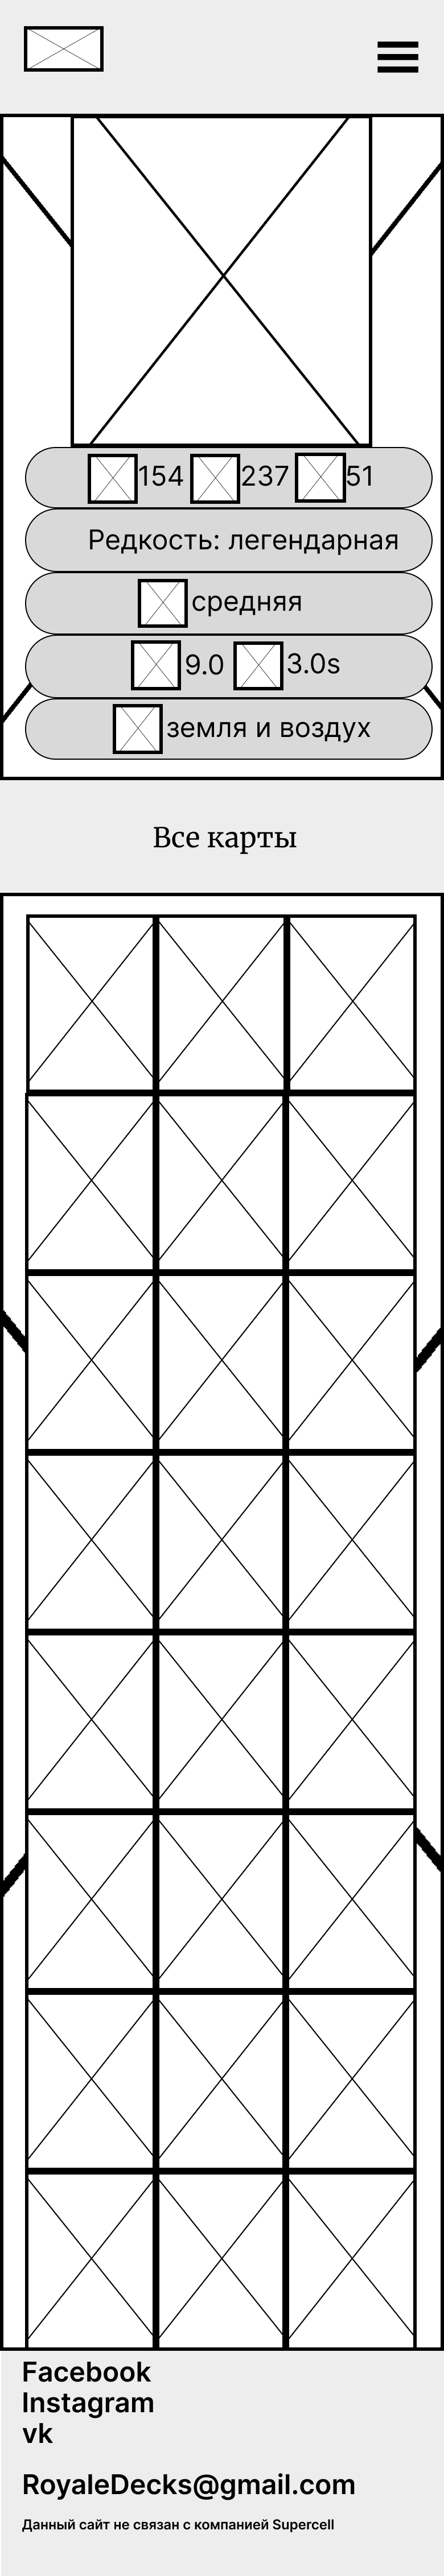 154 237 51
Редкость: легендарная
средняя
9.0 3.0s
земля и воздух
Все карты
Facebook
Instagram
vk
RoyaleDecks@gmail.com
Данный сайт не связан с компанией Supercell